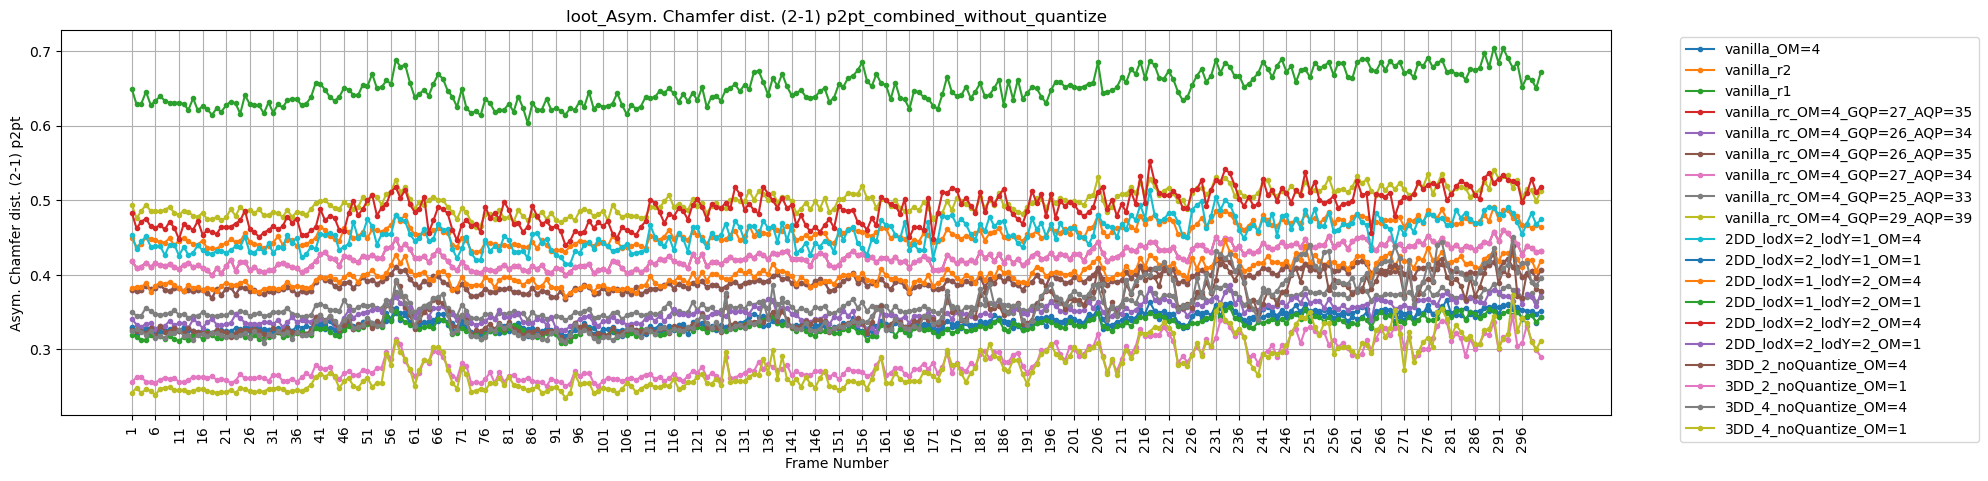 loot_Asym. Chamfer dist. (2-1) p2pt_combined_without_quantize
Asym. Chamfer dist. (2-1) p2pt
0.7
0.6
0.5
0.4
0.3
1 6 11 16 21 26 31 36 41 46 51 56 61 66 71 76 81 86 91 96 101 106 111 116 121 126 131 136 141 146 151 156 161 166 171 176 181 186 191 196 201 206 211 216 221 226 231 236 241 246 251 256 261 266 271 276 281 286 291 296
Frame Number
vanilla_OM=4
vanilla_r2
vanilla_r1
vanilla_rc_OM=4_GQP=27_AQP=35
vanilla_rc_OM=4_GQP=26_AQP=34
vanilla_rc_OM=4_GQP=26_AQP=35
vanilla_rc_OM=4_GQP=27_AQP=34
vanilla_rc_OM=4_GQP=25_AQP=33
vanilla_rc_OM=4_GQP=29_AQP=39
2DD_lodX=2_lodY=1_OM=4
2DD_lodX=2_lodY=1_OM=1
2DD_lodX=1_lodY=2_OM=4
2DD_lodX=1_lodY=2_OM=1
2DD_lodX=2_lodY=2_OM=4
2DD_lodX=2_lodY=2_OM=1
3DD_2_noQuantize_OM=4
3DD_2_noQuantize_OM=1
3DD_4_noQuantize_OM=4
3DD_4_noQuantize_OM=1